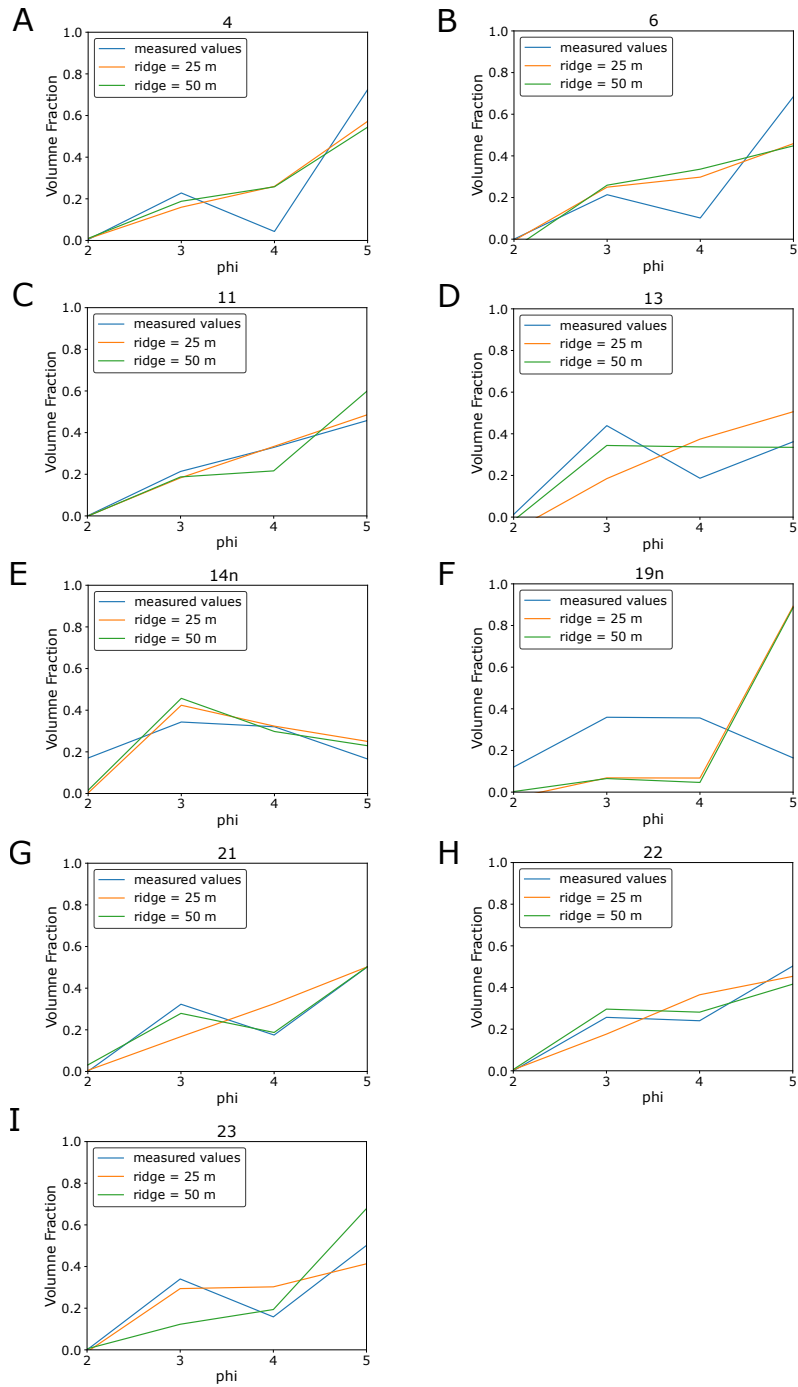 A
4
1.0
0.8
0.6
0.4
0.2
0.0
Volumne Fraction
measured values
ridge = 25 m
ridge = 50 m
2
3
4
5
phi
B
6
1.0
0.8
0.6
0.4
0.2
0.0
Volumne Fraction
measured values
ridge = 25 m
ridge = 50 m
2
3
4
5
phi
C
11
1.0
0.8
0.6
0.4
0.2
0.0
Volumne Fraction
measured values
ridge = 25 m
ridge = 50 m
2
3
4
5
phi
D
13
1.0
0.8
0.6
0.4
0.2
0.0
Volumne Fraction
measured values
ridge = 25 m
ridge = 50 m
2
3
4
5
phi
E
14n
1.0
0.8
0.6
0.4
0.2
0.0
Volumne Fraction
measured values
ridge = 25 m
ridge = 50 m
2
3
4
5
phi
F
19n
1.0
0.8
0.6
0.4
0.2
0.0
Volumne Fraction
measured values
ridge = 25 m
ridge = 50 m
2
3
4
5
phi
G
21
1.0
0.8
0.6
0.4
0.2
0.0
Volumne Fraction
measured values
ridge = 25 m
ridge = 50 m
2
3
4
5
phi
H
22
1.0
0.8
0.6
0.4
0.2
0.0
Volumne Fraction
measured values
ridge = 25 m
ridge = 50 m
2
3
4
5
phi
I
23
1.0
0.8
0.6
0.4
0.2
0.0
Volumne Fraction
measured values
ridge = 25 m
ridge = 50 m
2
3
4
5
phi